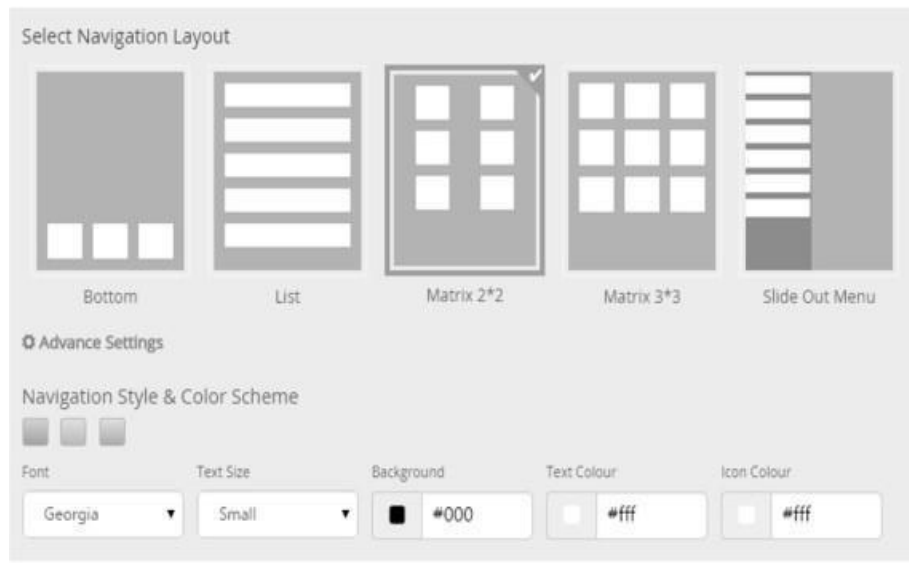 Select Navigation Layout
Bottom List Matrix 2*2 Matrix 3*3 Slide Out Menu
Advance Settings
Navigation Style & Color Scheme
Font Text Size Background Text Colour Icon Colour
Georgia Small #000 #fff #fff